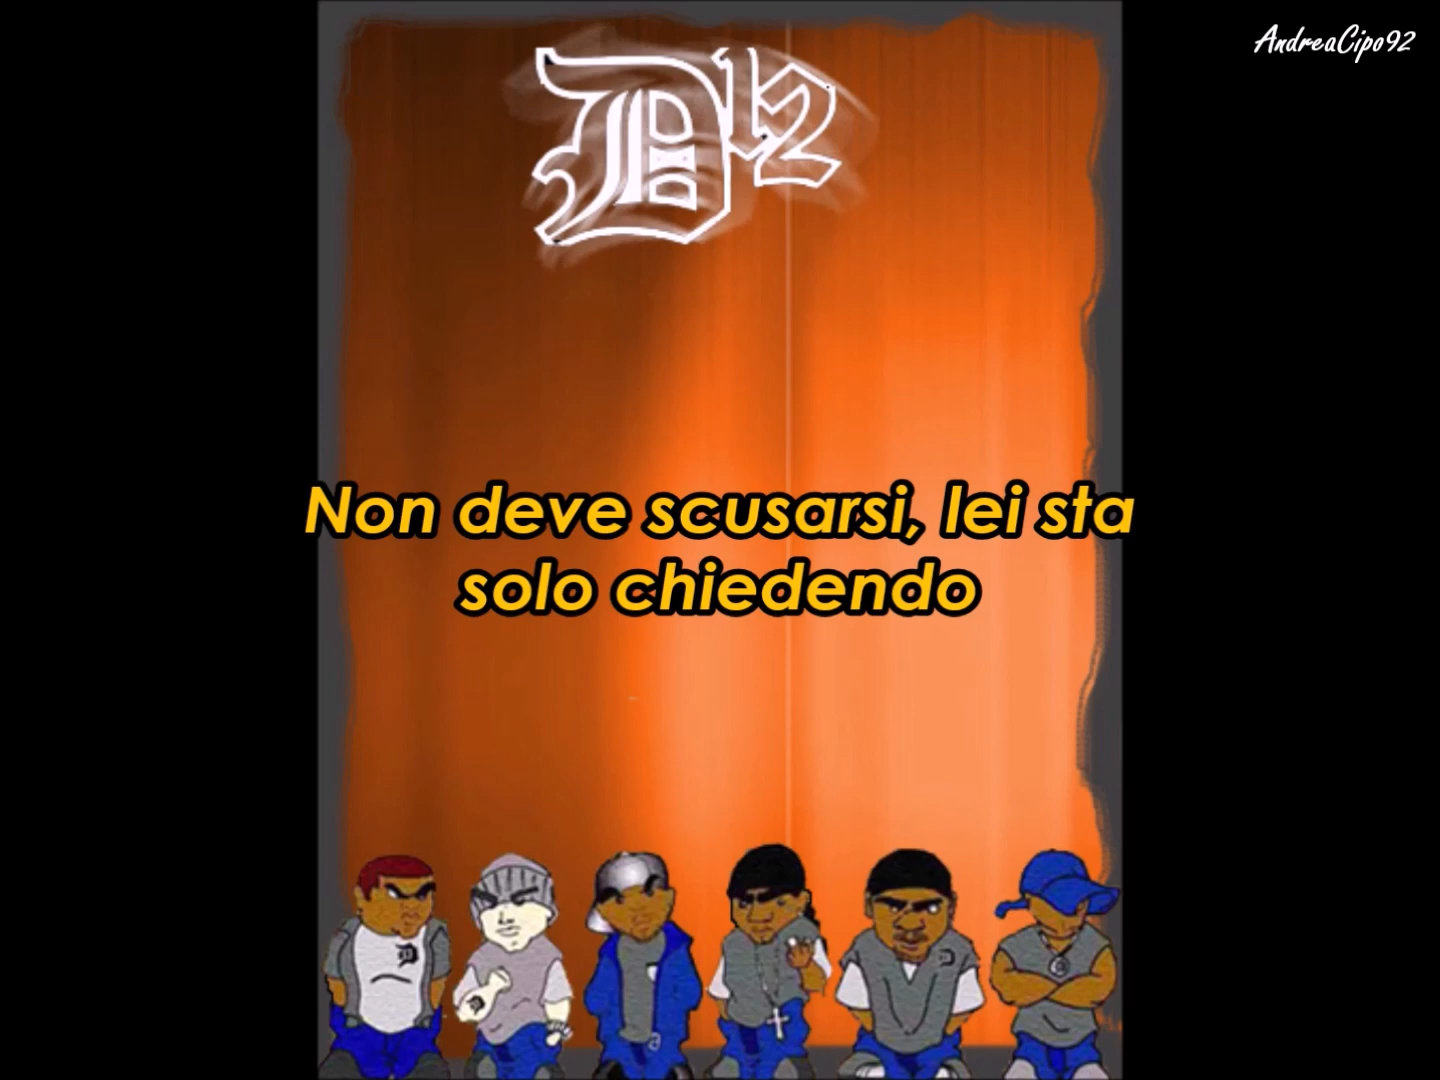 AndreaCipo92
D12
Non deve scusarsi, lei sta
solo chiedendo
D
D
D